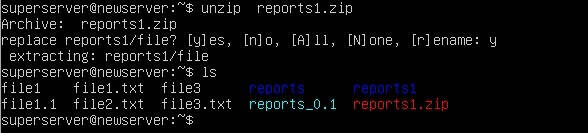 superserver@newserver:~$ unzip  reports1.zip
Archive:  reports1.zip
replace reports1/file? [y]es, [n]o, [A]ll, [N]one, [r]ename: y
 extracting: reports1/file
superserver@newserver:~$ ls
file1    file1.txt  file3      reports      reports1
file1.1  file2.txt  file3.txt  reports_0.1  reports1.zip
superserver@newserver:~$